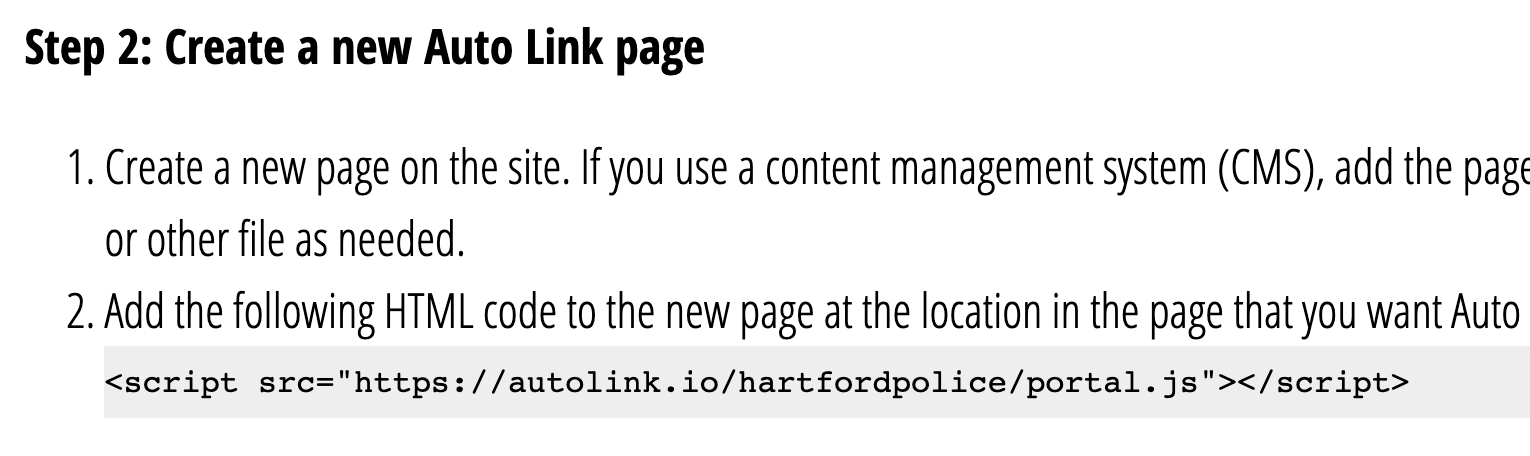 Step 2: Create a new Auto Link page
1. Create a new page on the site. If you use a content management system (CMS), add the page
or other file as needed.
2. Add the following HTML code to the new page at the location in the page that you want Auto
<script src="https://autolink.io/hartfordpolice/portal.js"></script>